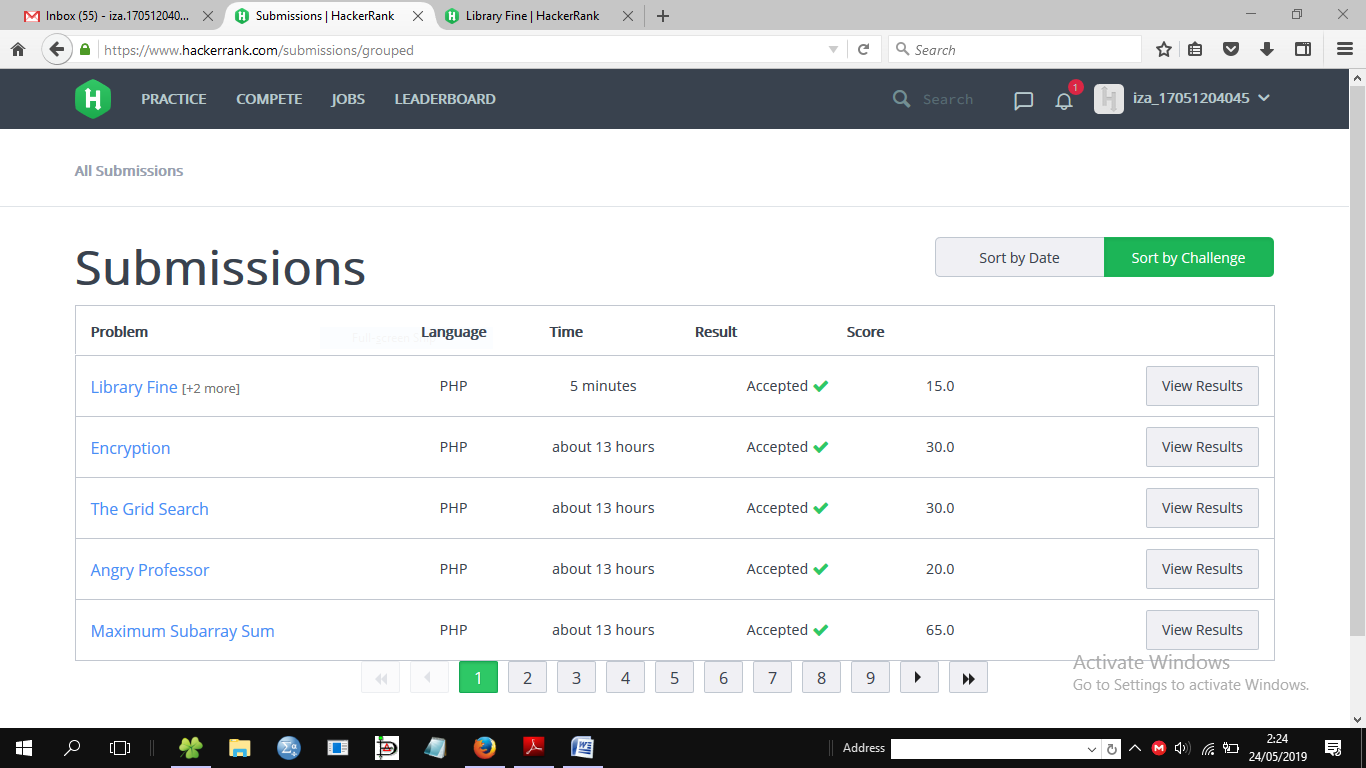 Inbox (55) - iza.170512040...
Submissions | HackerRank
Library Fine | HackerRank
https://www.hackerrank.com/submissions/grouped
Search
H
PRACTICE COMPETE JOBS LEADERBOARD
Search
1
iza_17051204045
All Submissions
Submissions
Sort by Date Sort by Challenge
Problem Language Time Result Score
Library Fine [+2 more] PHP 5 minutes Accepted 15.0 View Results
Encryption PHP about 13 hours Accepted 30.0 View Results
The Grid Search PHP about 13 hours Accepted 30.0 View Results
Angry Professor PHP about 13 hours Accepted 20.0 View Results
Maximum Subarray Sum PHP about 13 hours Accepted 65.0 View Results
1 2 3 4 5 6 7 8 9
Activate Windows
Go to Settings to activate Windows.
Address
2:24
24/05/2019